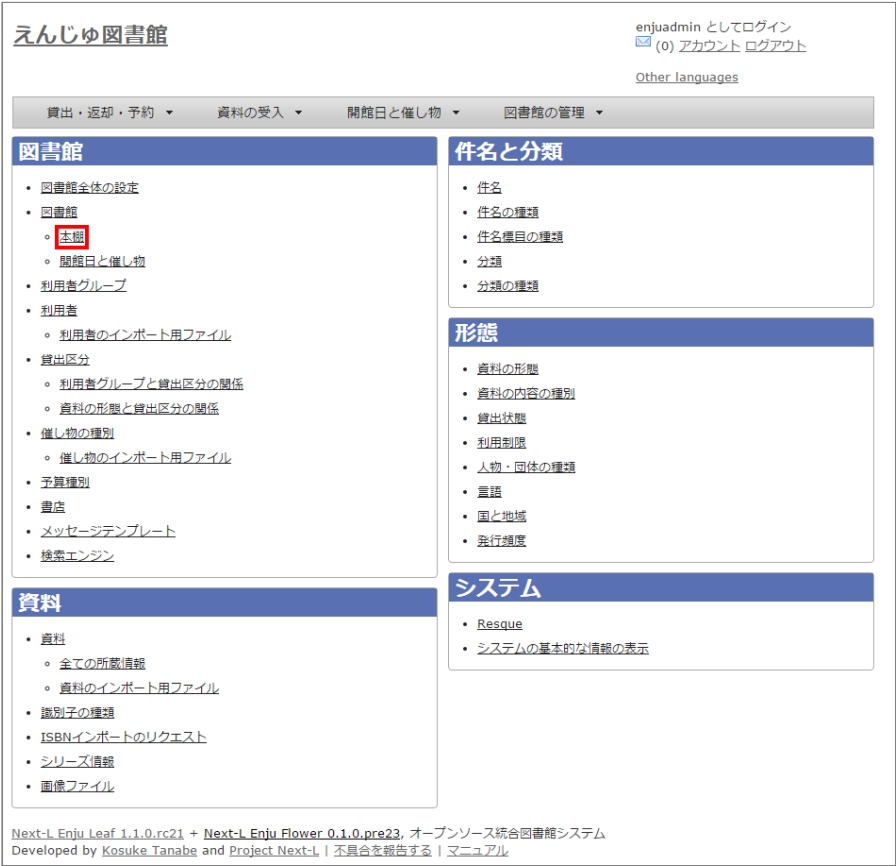 えんじゅ図書館
enjuadmin としてログイン
(0) アカウント ログアウト
Other languages
貸出・返却・予約 ▼ 資料の受入 ▼ 開館日と催し物 ▼ 図書館の管理 ▼
図書館
図書館全体の設定
図書館
本棚
開館日と催し物
利用者グループ
利用者
利用者のインポート用ファイル
貸出区分
利用者グループと貸出区分の関係
資料の形態と貸出区分の関係
催し物の種別
催し物のインポート用ファイル
予算種別
書店
メッセージテンプレート
検索エンジン
資料
資料
全ての所蔵情報
資料のインポート用ファイル
識別子の種類
ISBNインポートのリクエスト
シリーズ情報
画像ファイル
件名と分類
件名
件名の種類
件名標目の種類
分類
分類の種類
形態
資料の形態
資料の内容の種別
貸出状態
利用制限
人物・団体の種類
言語
国と地域
発行頻度
システム
Resque
システムの基本的な情報の表示
Next-L Enju Leaf 1.1.0.rc21 + Next-L Enju Flower 0.1.0.pre23, オープンソース統合図書館システム
Developed by Kosuke Tanabe and Project Next-L | 不具合を報告する | マニュアル